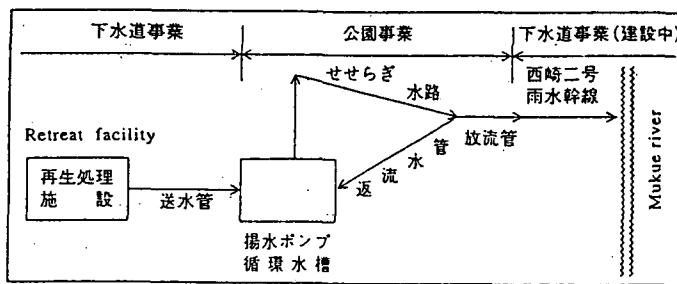 下水道事業
公園事業
下水道事業(建設中)
せせらぎ
水路
西崎二号
雨水幹線
Retreat facility
再生処理
施設
送水管
返流水管
放流管
揚水ポンプ
循環水槽
Mukue river